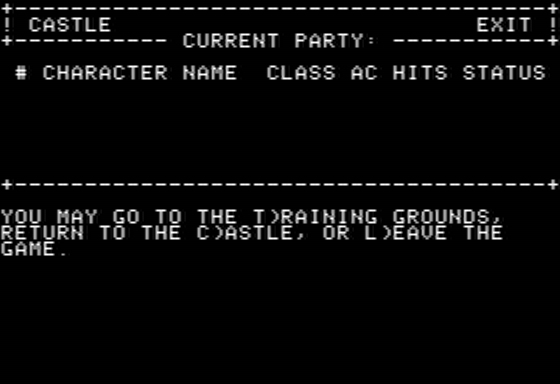 +--------------------------------------+
! CASTLE                          EXIT !
+----------- CURRENT PARTY: -----------+
# CHARACTER NAME  CLASS AC HITS STATUS
+--------------------------------------+
YOU MAY GO TO THE T)RAINING GROUNDS,
RETURN TO THE C)ASTLE, OR L)EAVE THE
GAME.